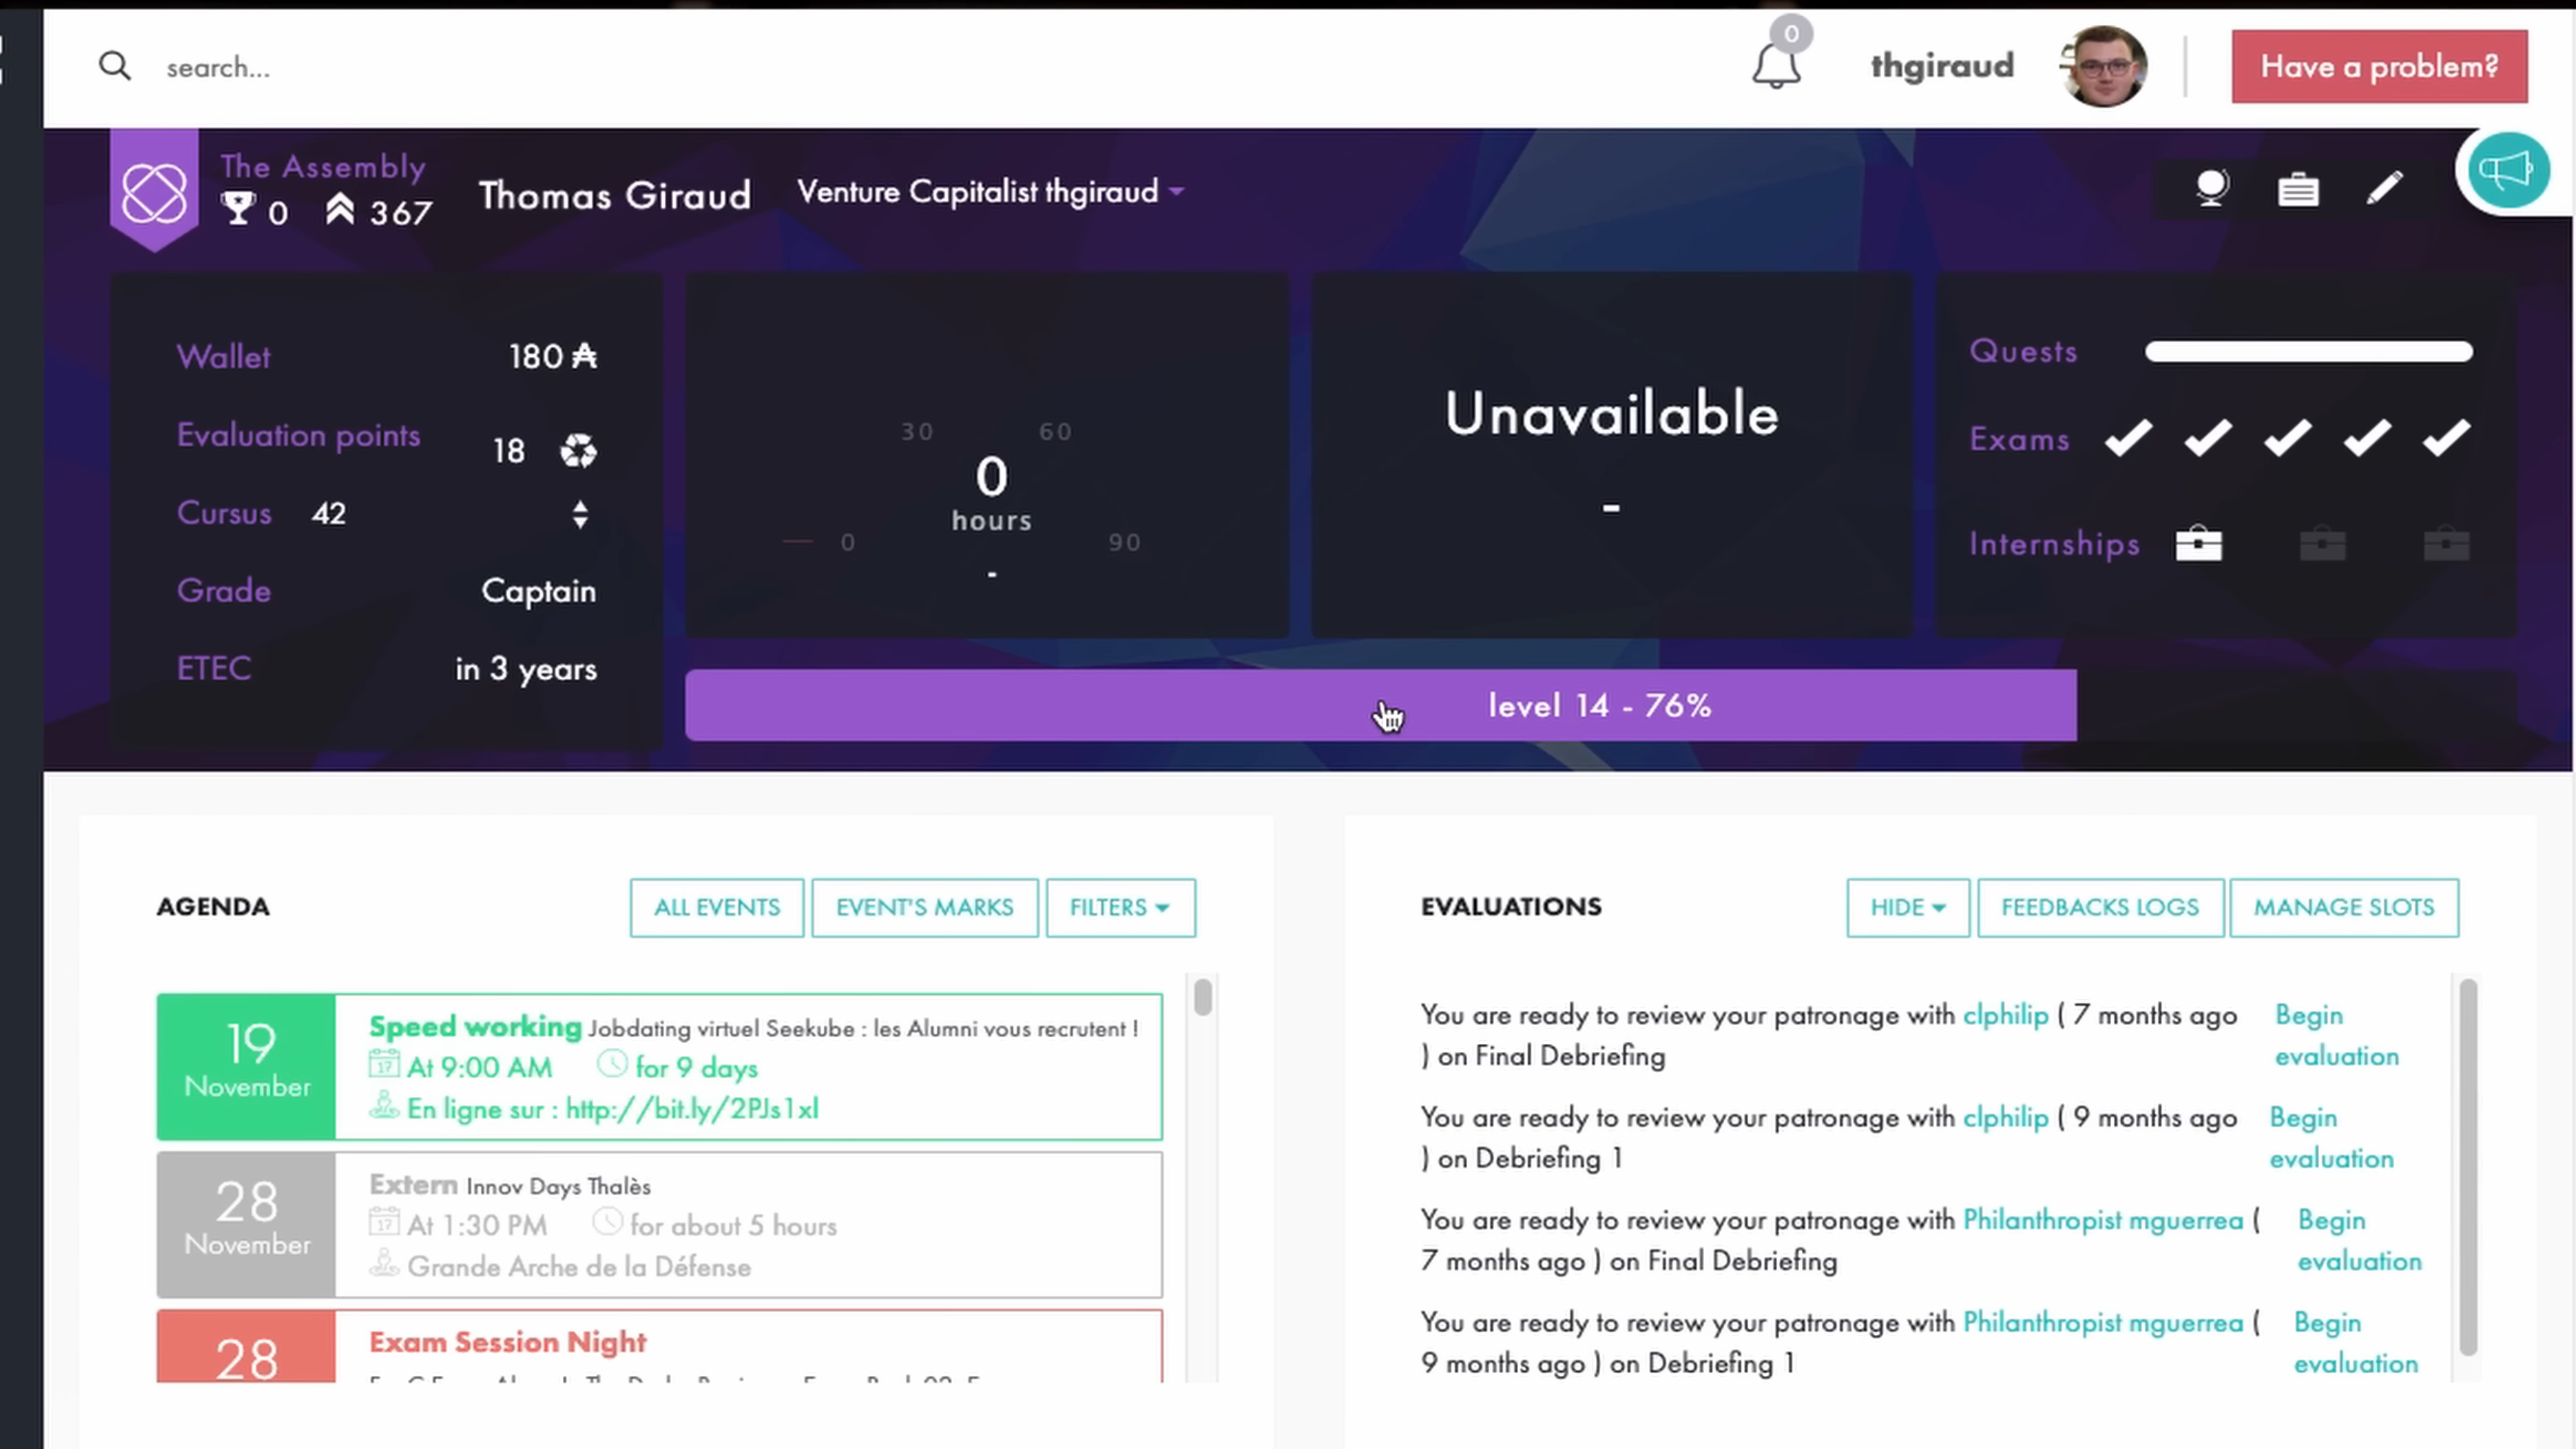 search...
0
thgiraud
Have a problem?
The Assembly
0 367
Thomas Giraud
Venture Capitalist thgiraud
Wallet 180 ₳
Evaluation points 18
Cursus 42
Grade Captain
ETEC in 3 years
30 60
0
hours
0 90
-
Unavailable
-
Quests
Exams
Internships
level 14 - 76%
AGENDA
ALL EVENTS
EVENT'S MARKS
FILTERS
19
November
Speed working Jobdating virtuel Seekube : les Alumni vous recrutent !
17 At 9:00 AM for 9 days
En ligne sur : http://bit.ly/2PJs1xl
28
November
Extern Innov Days Thalès
17 At 1:30 PM for about 5 hours
Grande Arche de la Défense
28
Exam Session Night
EVALUATIONS
HIDE
FEEDBACKS LOGS
MANAGE SLOTS
You are ready to review your patronage with clphilip ( 7 months ago
) on Final Debriefing
Begin
evaluation
You are ready to review your patronage with clphilip ( 9 months ago
) on Debriefing 1
Begin
evaluation
You are ready to review your patronage with Philanthropist mguerrea (
7 months ago ) on Final Debriefing
Begin
evaluation
You are ready to review your patronage with Philanthropist mguerrea (
9 months ago ) on Debriefing 1
Begin
evaluation